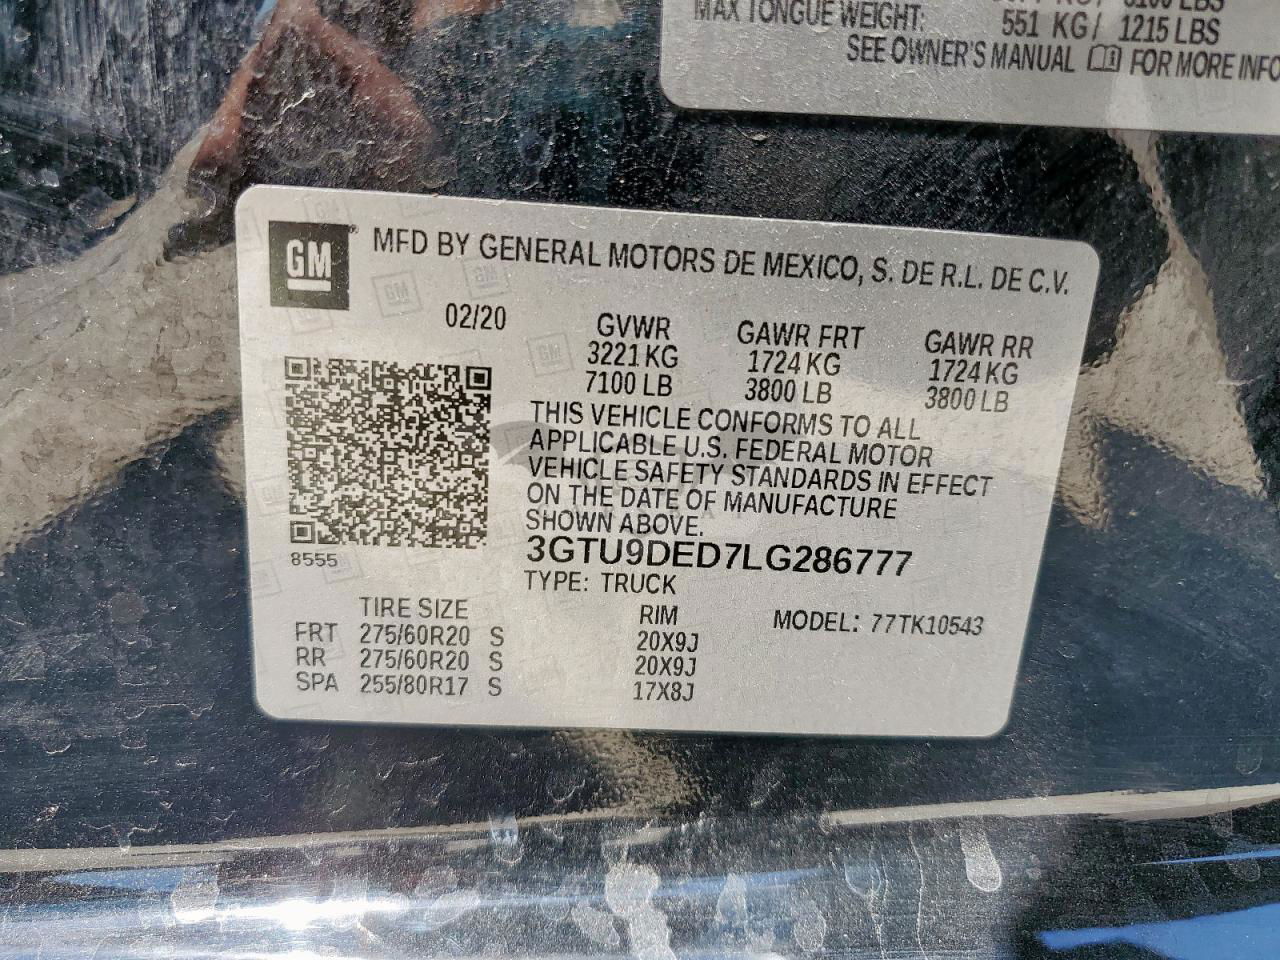 MAX TONGUE WEIGHT: 551 KG/ 1215 LBS
SEE OWNER'S MANUAL FOR MORE INFO
GM
MFD BY GENERAL MOTORS DE MEXICO, S. DE R.L. DE C.V.
02/20 GVWR GAWR FRT GAWR RR
3221 KG 1724 KG 1724 KG
7100 LB 3800 LB 3800 LB
THIS VEHICLE CONFORMS TO ALL
APPLICABLE U.S. FEDERAL MOTOR
VEHICLE SAFETY STANDARDS IN EFFECT
ON THE DATE OF MANUFACTURE
SHOWN ABOVE.
8555
3GTU9DED7LG286777
TYPE: TRUCK
TIRE SIZE RIM MODEL: 77TK10543
FRT 275/60R20 S 20X9J
RR 275/60R20 S 20X9J
SPA 255/80R17 S 17X8J